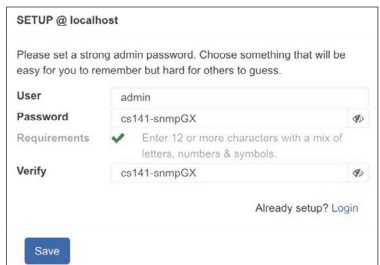 SETUP @ localhost
Please set a strong admin password. Choose something that will be
easy for you to remember but hard for others to guess.
User admin
Password cs141-snmpGX
Requirements Enter 12 or more characters with a mix of
letters, numbers & symbols.
Verify cs141-snmpGX
Already setup? Login
Save